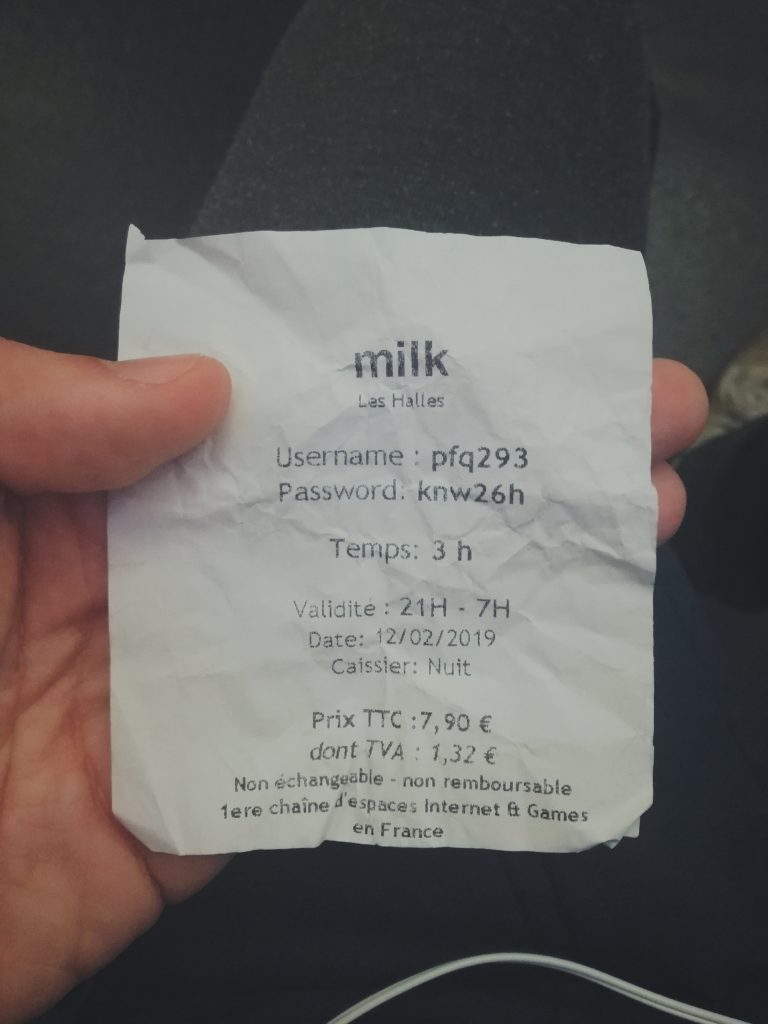 milk
Les Halles
Username : pfq293
Password: knw26h
Temps: 3 h
Validité : 21H - 7H
Date: 12/02/2019
Caissier: Nuit
Prix TTC :7,90 €
dont TVA : 1,32 €
Non échangeable - non remboursable
1ere chaîne d'espaces Internet & Games
en France